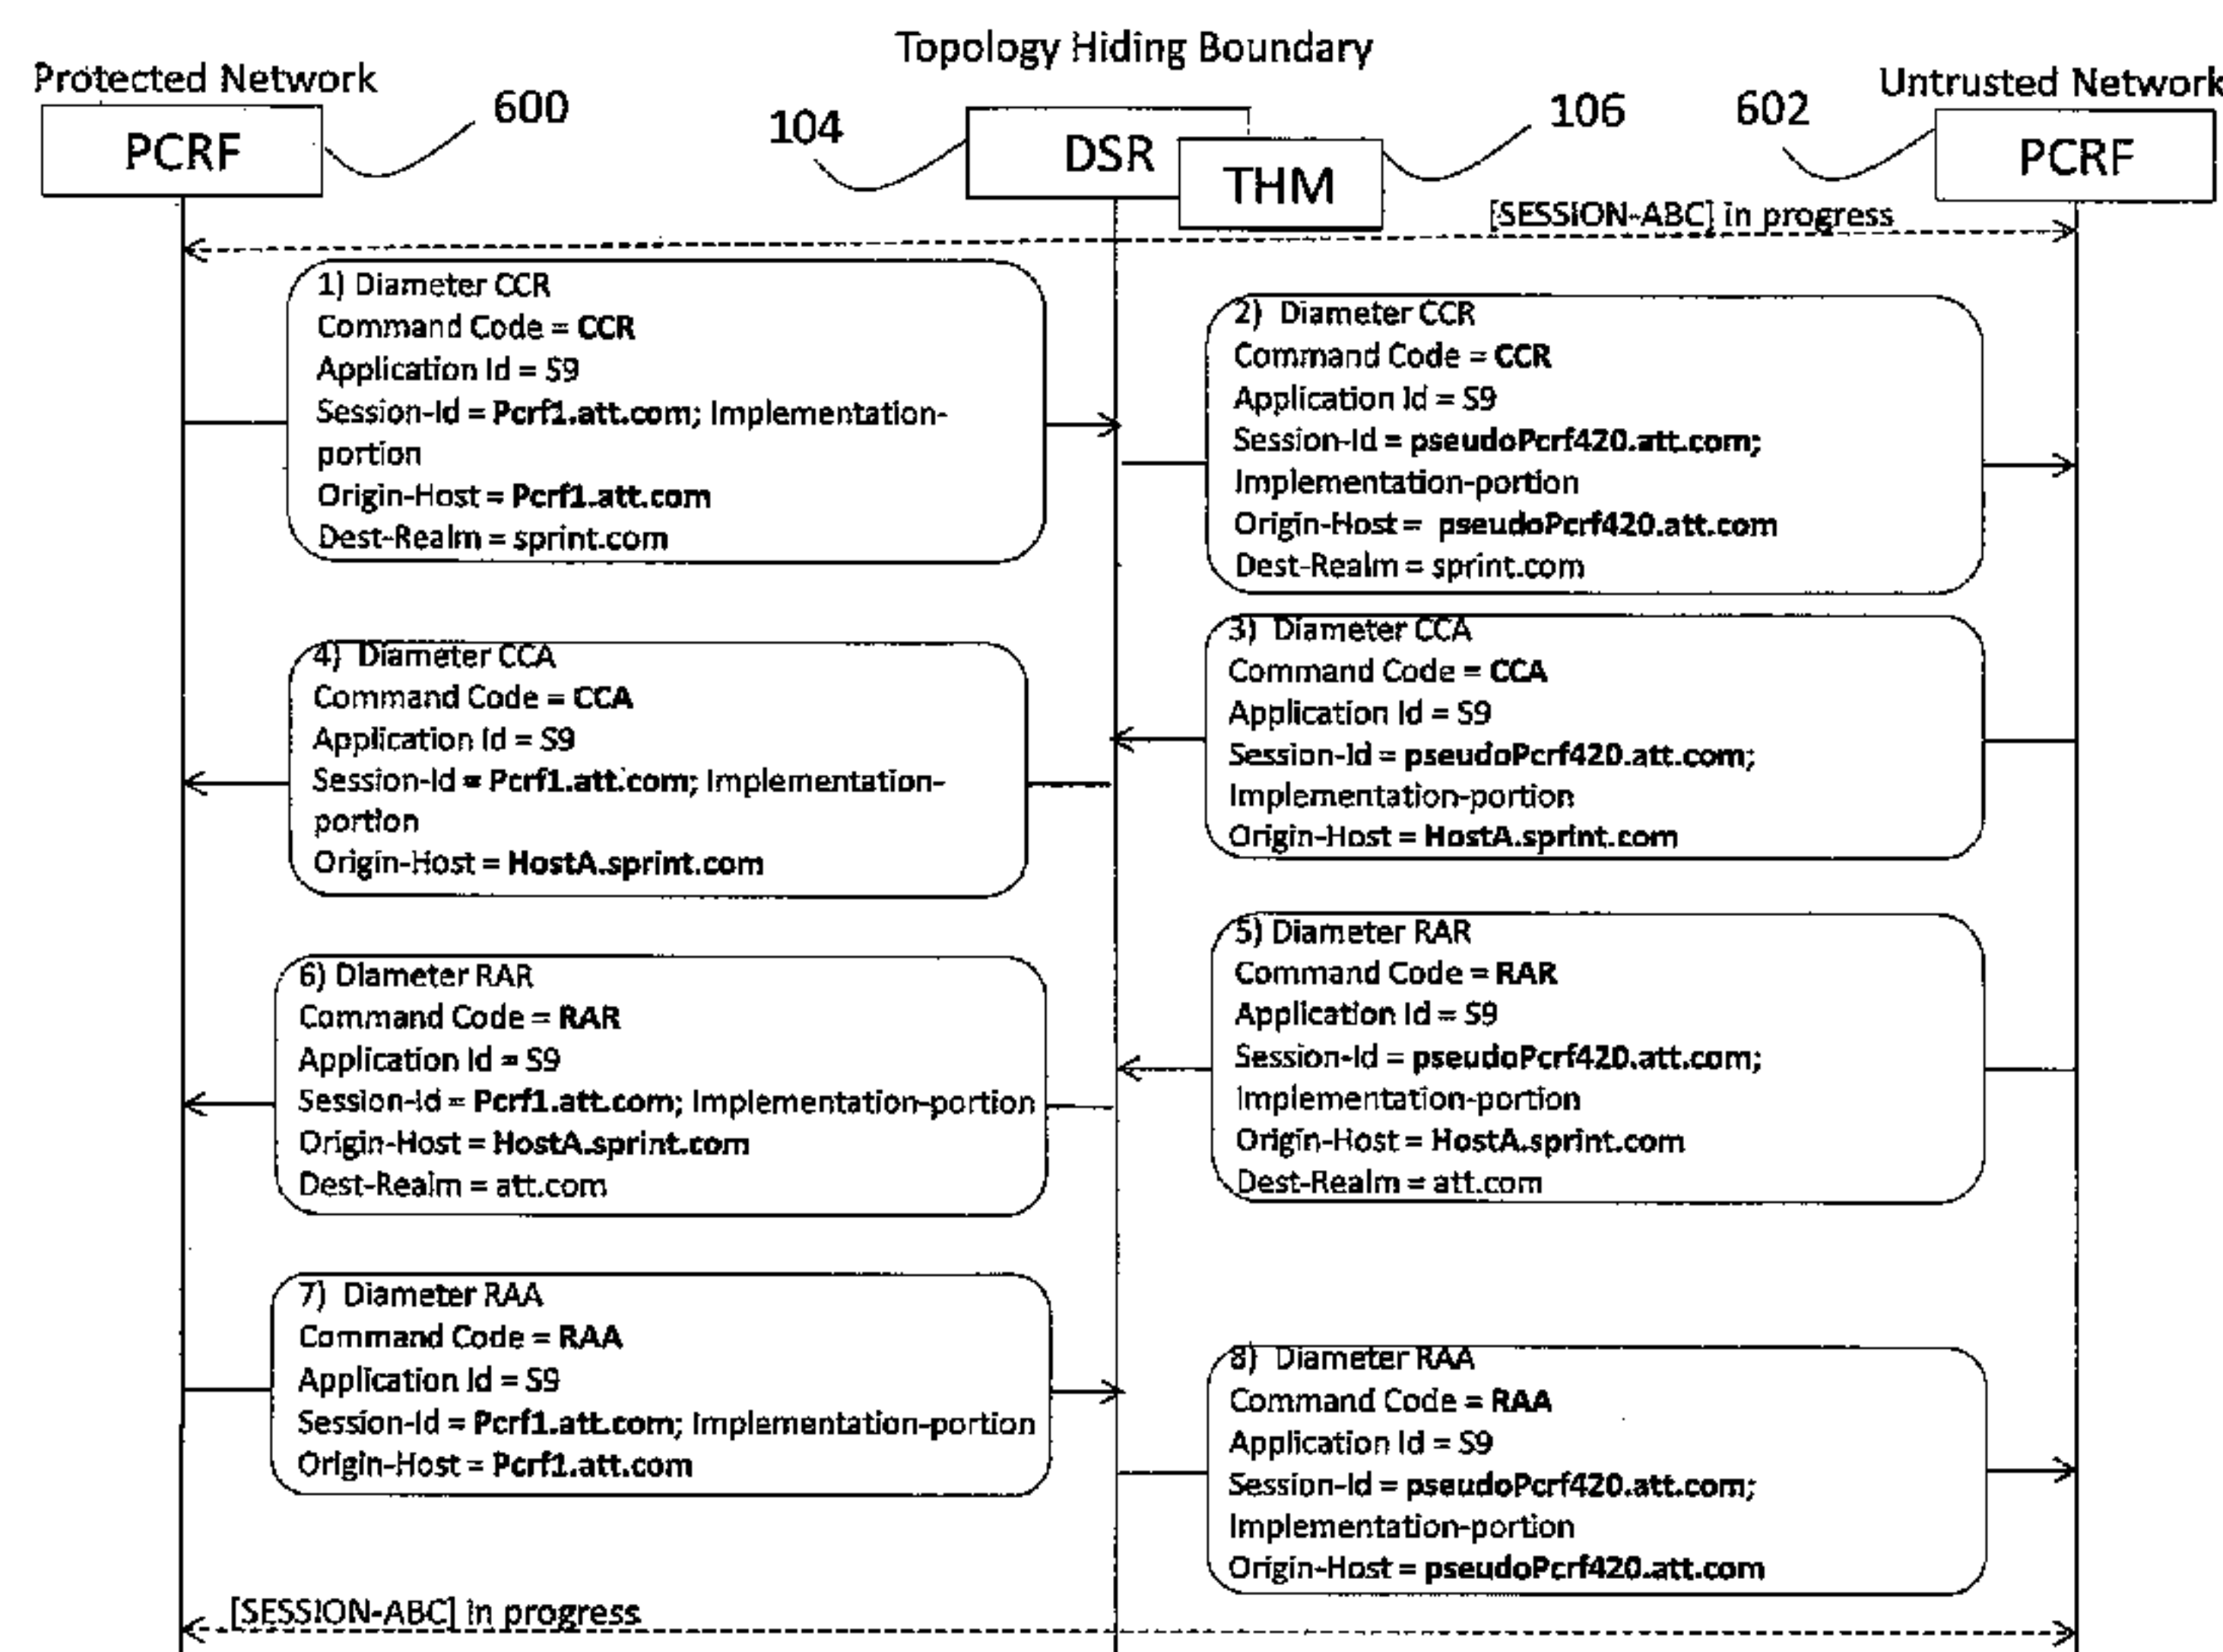 Topology Hiding Boundary
Protected Network
Untrusted Network
PCRF
600
104
DSR
THM
106
602
PCRF
[SESSION-ABC] in progress
1) Diameter CCR
Command Code = CCR
Application Id = S9
Session-Id = Pcrf1.att.com; Implementation-
portion
Origin-Host = Pcrf1.att.com
Dest-Realm = sprint.com
2) Diameter CCR
Command Code = CCR
Application Id = S9
Session-Id = pseudoPcrf420.att.com;
Implementation-portion
Origin-Host = pseudoPcrf420.att.com
Dest-Realm = sprint.com
3) Diameter CCA
Command Code = CCA
Application Id = S9
Session-Id = pseudoPcrf420.att.com;
Implementation-portion
Origin-Host = HostA.sprint.com
4) Diameter CCA
Command Code = CCA
Application Id = S9
Session-Id = Pcrf1.att.com; Implementation-
portion
Origin-Host = HostA.sprint.com
5) Diameter RAR
Command Code = RAR
Application Id = S9
Session-Id = pseudoPcrf420.att.com;
Implementation-portion
Origin-Host = HostA.sprint.com
Dest-Realm = att.com
6) Diameter RAR
Command Code = RAR
Application Id = S9
Session-Id = Pcrf1.att.com; Implementation-portion
Origin-Host = HostA.sprint.com
Dest-Realm = att.com
7) Diameter RAA
Command Code = RAA
Application Id = S9
Session-Id = Pcrf1.att.com; Implementation-portion
Origin-Host = Pcrf1.att.com
8) Diameter RAA
Command Code = RAA
Application Id = S9
Session-Id = pseudoPcrf420.att.com;
Implementation-portion
Origin-Host = pseudoPcrf420.att.com
[SESSION-ABC] in progress